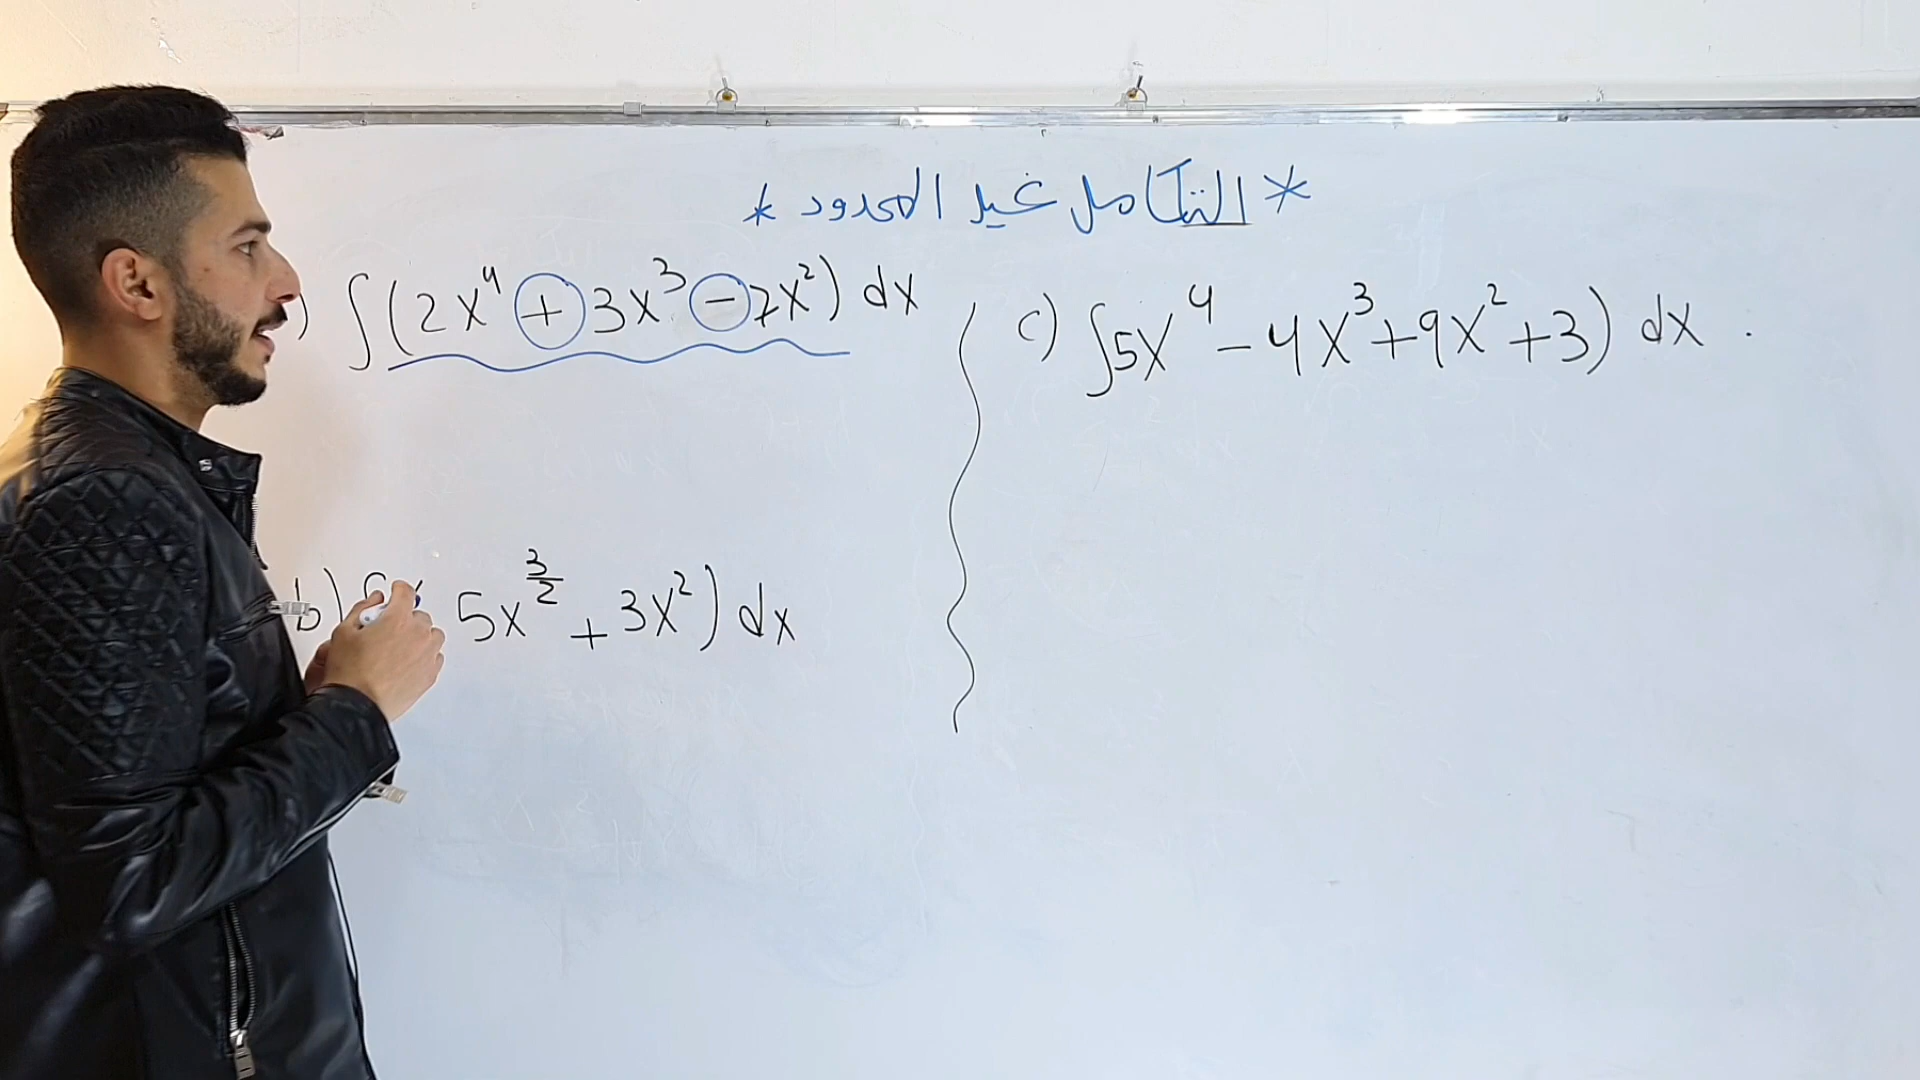 * التكامل غير المحدود *
) ∫(2x⁴ + 3x³ - 7x²) dx
b) 5x^(3/2) + 3x²) dx
c) ∫5x⁴ - 4x³ + 9x² + 3) dx .